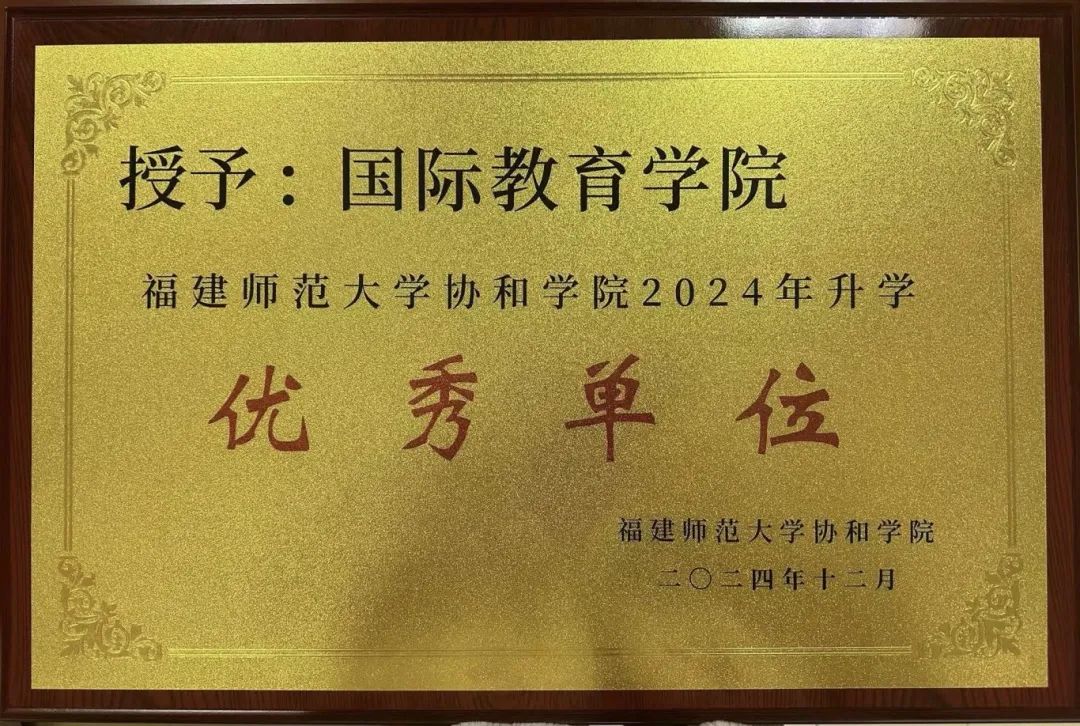 授予：国际教育学院
福建师范大学协和学院2024年升学
优秀单位
福建师范大学协和学院
二〇二四年十二月